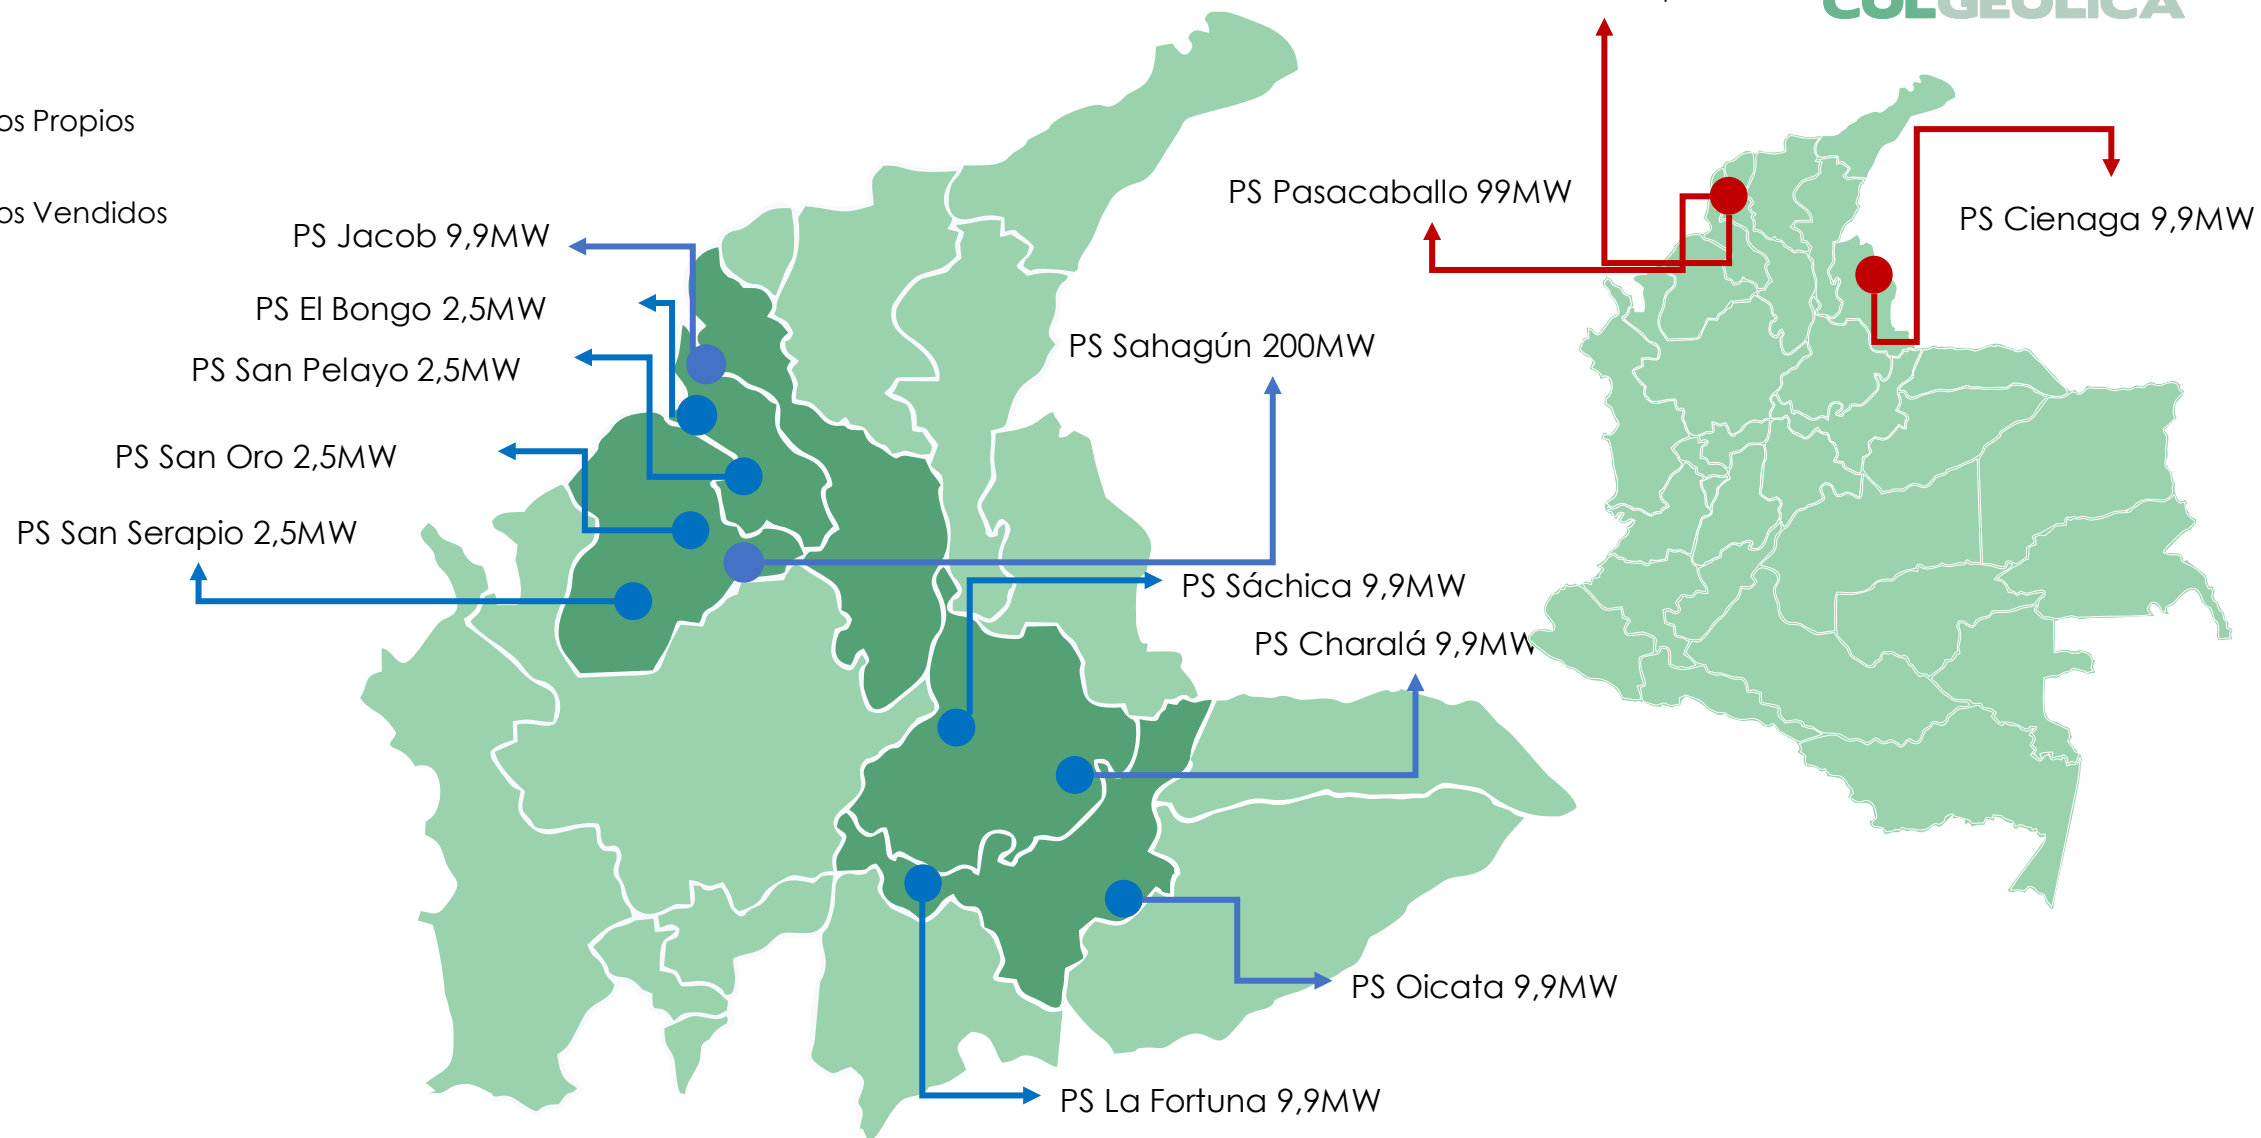 COLGEÓLICA
os Propios
os Vendidos
PS Pasacaballo 99MW
PS Cienaga 9,9MW
PS Jacob 9,9MW
PS El Bongo 2,5MW
PS San Pelayo 2,5MW
PS Sahagún 200MW
PS San Oro 2,5MW
PS San Serapio 2,5MW
PS Sáchica 9,9MW
PS Charalá 9,9MW
PS Oicata 9,9MW
PS La Fortuna 9,9MW